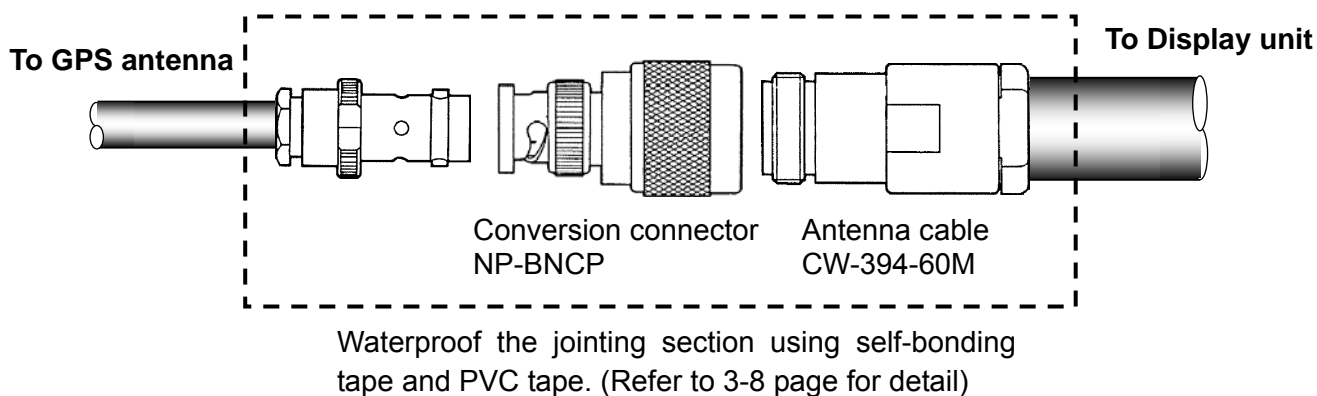 To GPS antenna
To Display unit
Conversion connector
NP-BNCP
Antenna cable
CW-394-60M
Waterproof the jointing section using self-bonding
tape and PVC tape. (Refer to 3-8 page for detail)